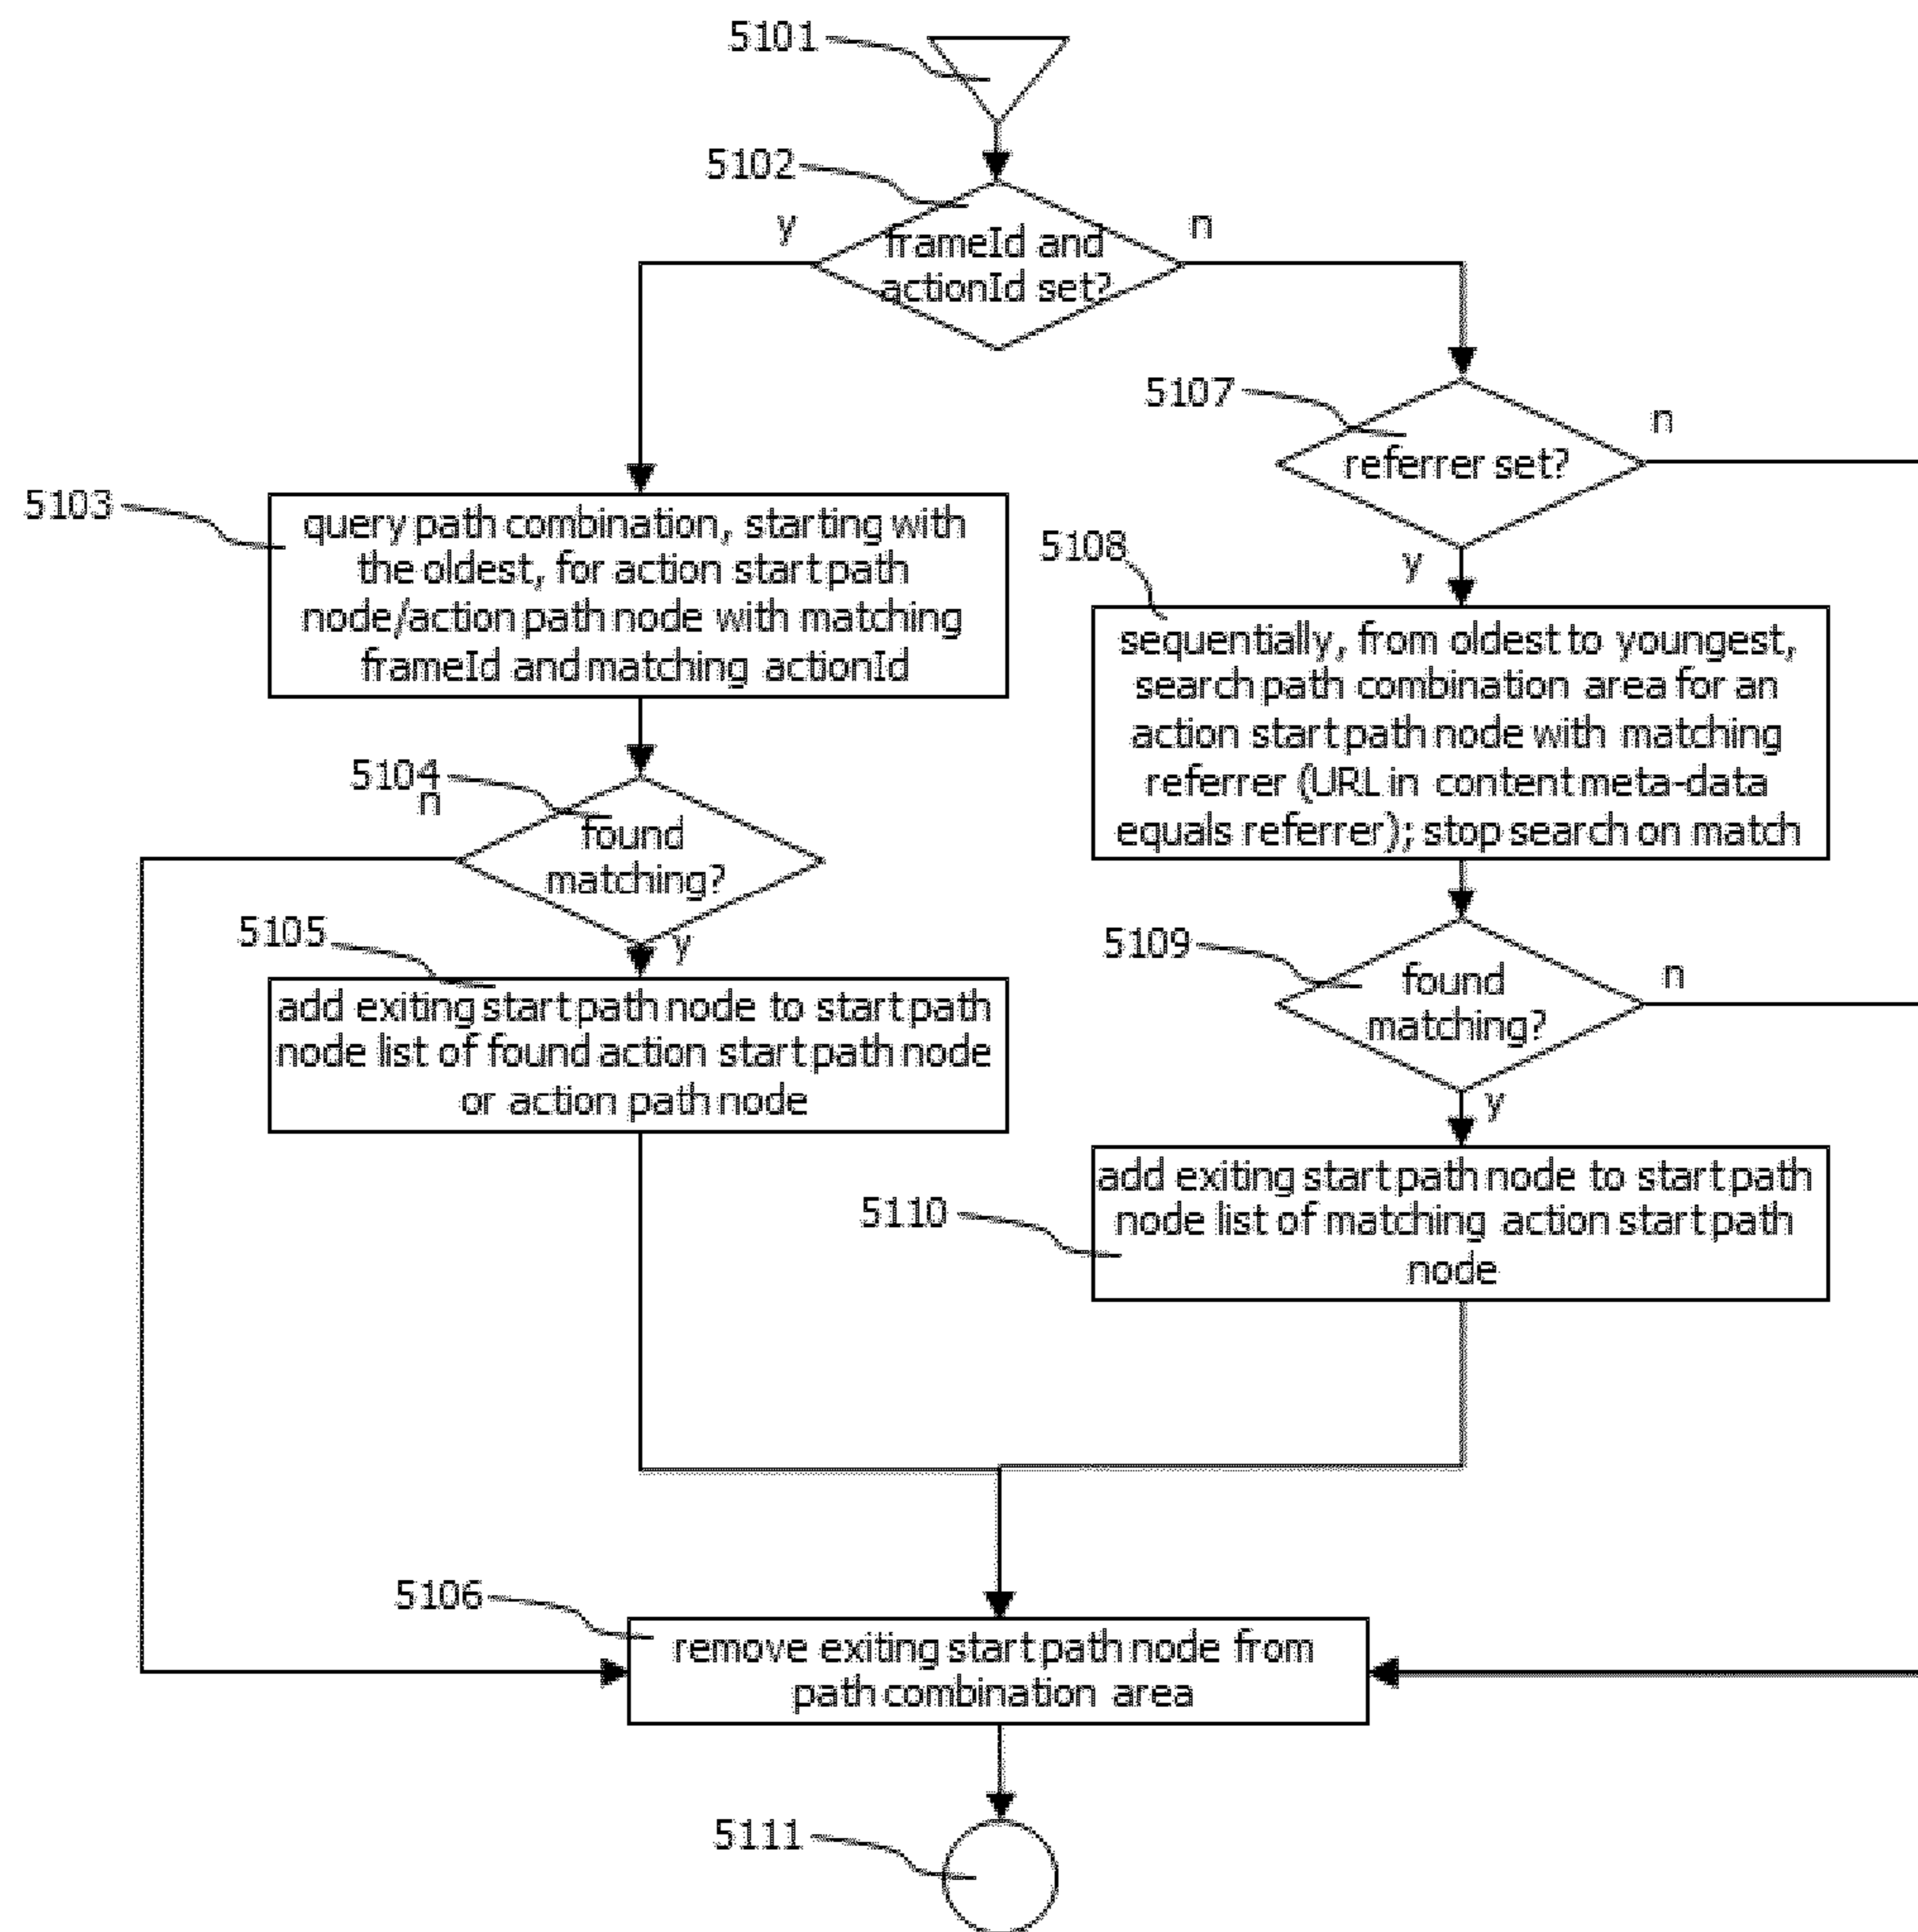 5101
5102
y
n
frameId and
actionId set?
5107
n
referrer set?
y
5103
query path combination, starting with
the oldest, for action start path
node/action path node with matching
frameId and matching actionId
5108
sequentially, from oldest to youngest,
search path combination area for an
action start path node with matching
referrer (URL in content meta-data
equals referrer); stop search on match
5104
n
found
matching?
y
5105
add exiting start path node to start path
node list of found action start path node
or action path node
5109
n
found
matching?
y
5110
add exiting start path node to start path
node list of matching action start path
node
5106
remove exiting start path node from
path combination area
5111